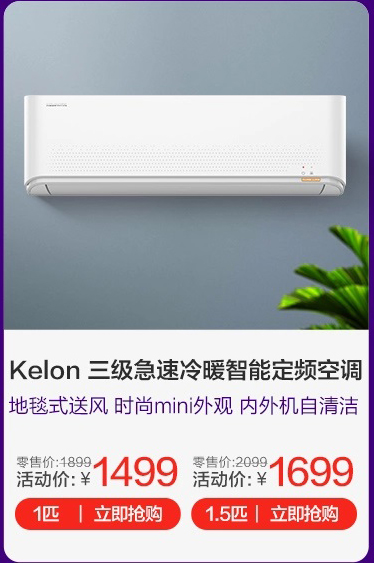 Kelon 三级急速冷暖智能定频空调
地毯式送风 时尚mini外观 内外机自清洁
零售价:1899
活动价:￥1499
1匹 | 立即抢购
零售价:2099
活动价:￥1699
1.5匹 | 立即抢购